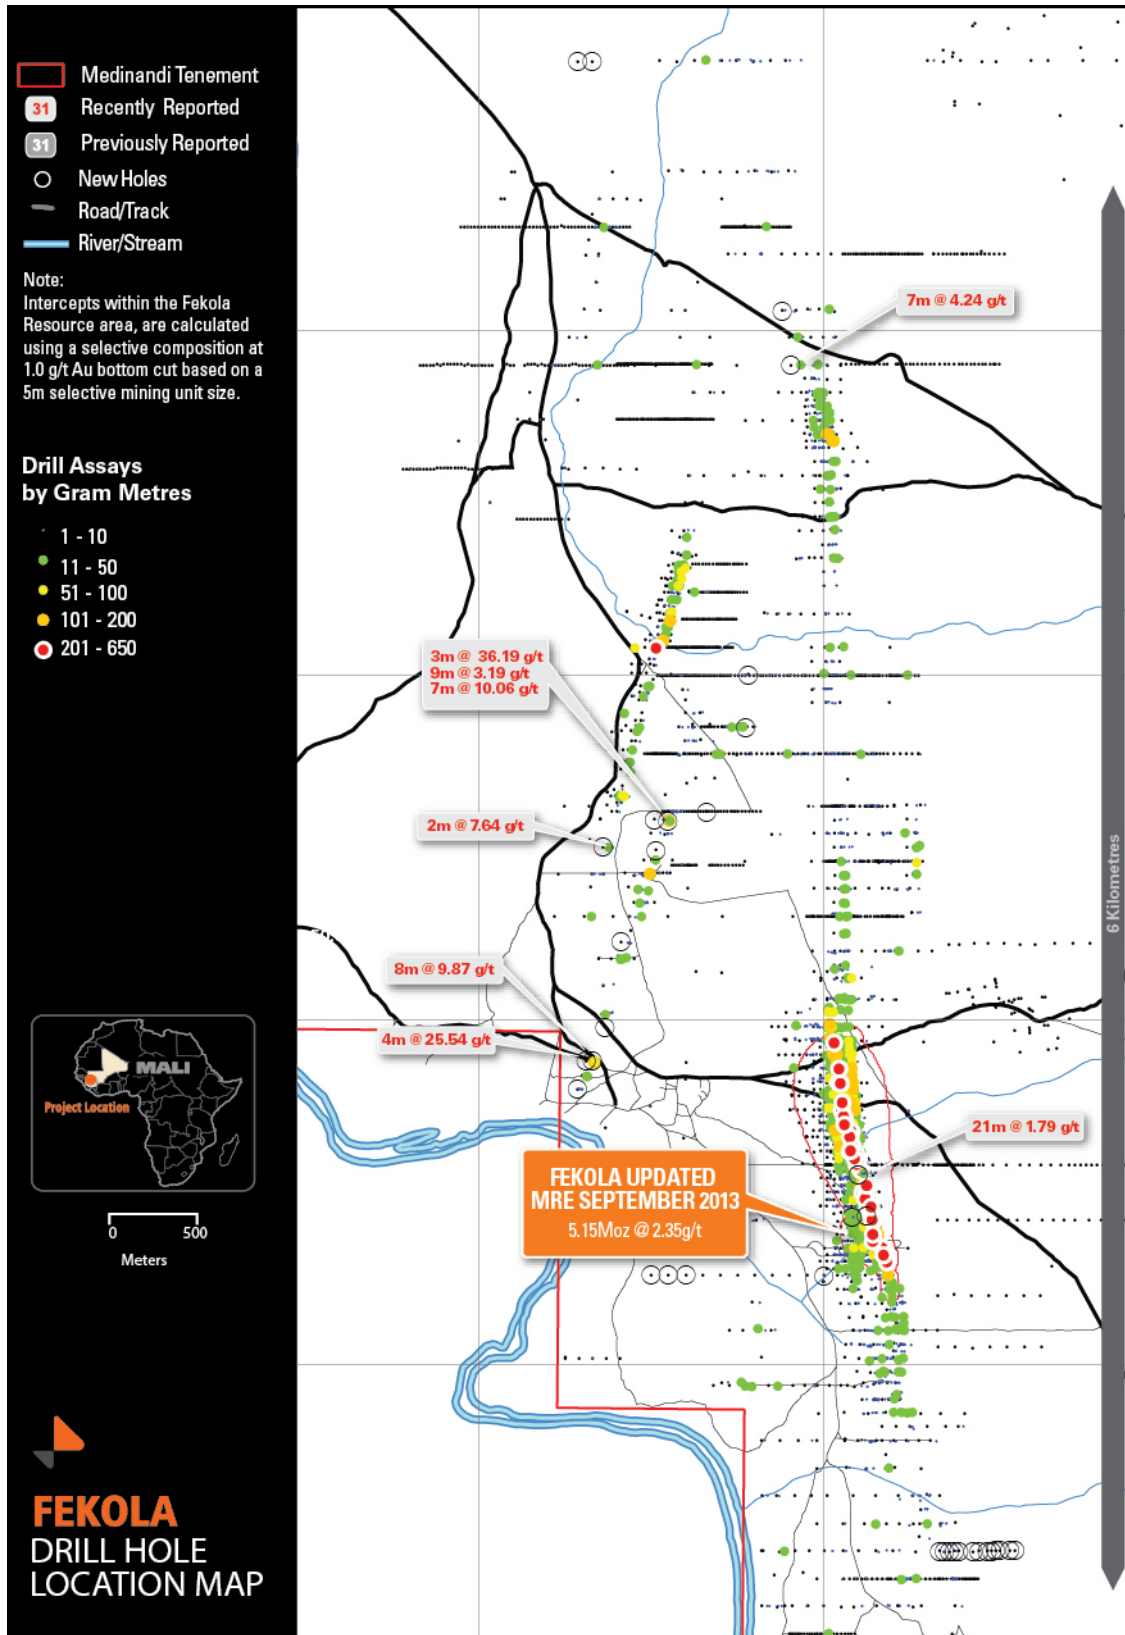 Medinandi Tenement
31 Recently Reported
31 Previously Reported
New Holes
Road/Track
River/Stream
Note:
Intercepts within the Fekola
Resource area, are calculated
using a selective composition at
1.0 g/t Au bottom cut based on a
5m selective mining unit size.
Drill Assays
by Gram Metres
1 - 10
11 - 50
51 - 100
101 - 200
201 - 650
MALI
Project Location
0 500
Meters
FEKOLA
DRILL HOLE
LOCATION MAP
7m @ 4.24 g/t
3m @ 36.19 g/t
9m @ 3.19 g/t
7m @ 10.06 g/t
2m @ 7.64 g/t
8m @ 9.87 g/t
4m @ 25.54 g/t
21m @ 1.79 g/t
FEKOLA UPDATED
MRE SEPTEMBER 2013
5.15Moz @ 2.35g/t
6 Kilometres